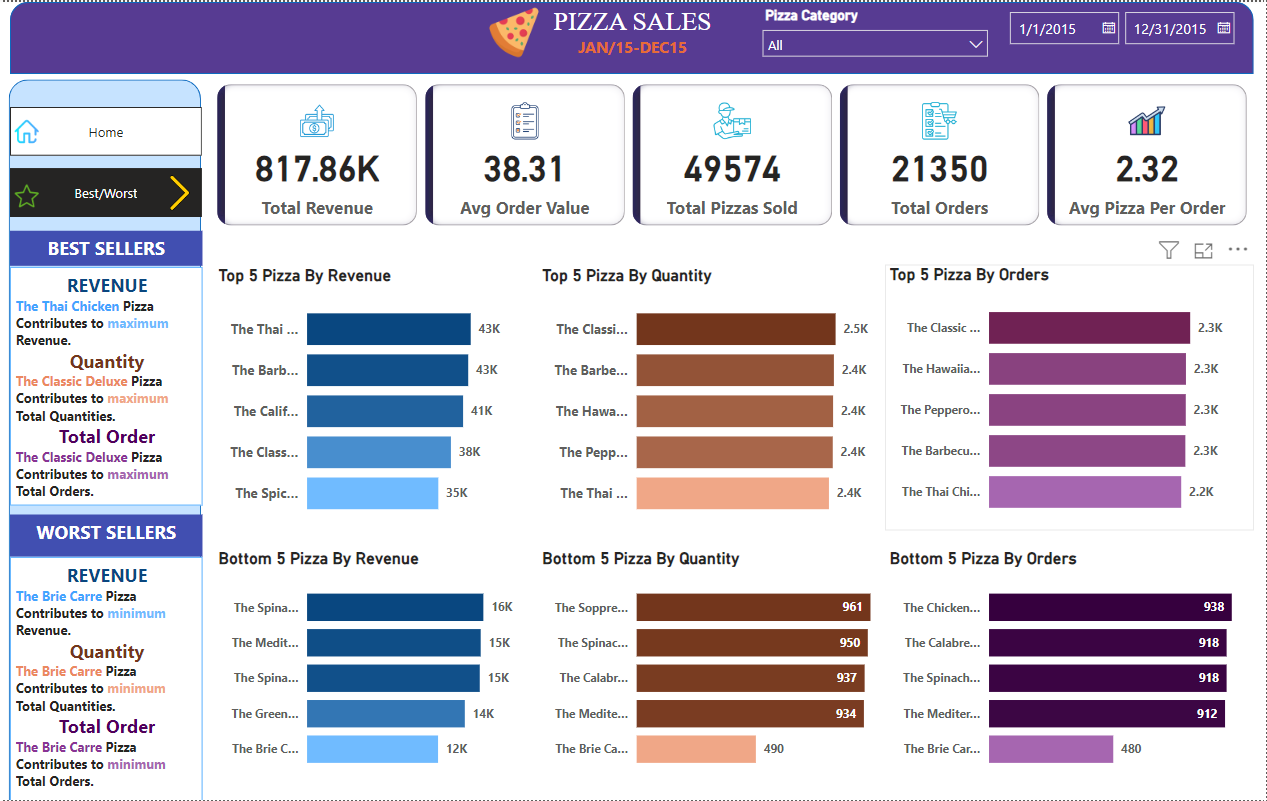 PIZZA SALES
JAN/15-DEC15
Pizza Category
All
1/1/2015
12/31/2015
Home
Best/Worst
817.86K
Total Revenue
38.31
Avg Order Value
49574
Total Pizzas Sold
21350
Total Orders
2.32
Avg Pizza Per Order
BEST SELLERS
REVENUE
The Thai Chicken Pizza
Contributes to maximum
Revenue.
Quantity
The Classic Deluxe Pizza
Contributes to maximum
Total Quantities.
Total Order
The Classic Deluxe Pizza
Contributes to maximum
Total Orders.
WORST SELLERS
REVENUE
The Brie Carre Pizza
Contributes to minimum
Revenue.
Quantity
The Brie Carre Pizza
Contributes to minimum
Total Quantities.
Total Order
The Brie Carre Pizza
Contributes to minimum
Total Orders.
Top 5 Pizza By Revenue
The Thai ... 43K
The Barb... 43K
The Calif... 41K
The Class... 38K
The Spic... 35K
Top 5 Pizza By Quantity
The Classi... 2.5K
The Barbe... 2.4K
The Hawa... 2.4K
The Pepp... 2.4K
The Thai ... 2.4K
Top 5 Pizza By Orders
The Classic ... 2.3K
The Hawaiia... 2.3K
The Peppero... 2.3K
The Barbecu... 2.3K
The Thai Chi... 2.2K
Bottom 5 Pizza By Revenue
The Spina... 16K
The Medit... 15K
The Spina... 15K
The Green... 14K
The Brie C... 12K
Bottom 5 Pizza By Quantity
The Soppre... 961
The Spinac... 950
The Calabr... 937
The Medite... 934
The Brie Ca... 490
Bottom 5 Pizza By Orders
The Chicken... 938
The Calabre... 918
The Spinach... 918
The Mediter... 912
The Brie Car... 480